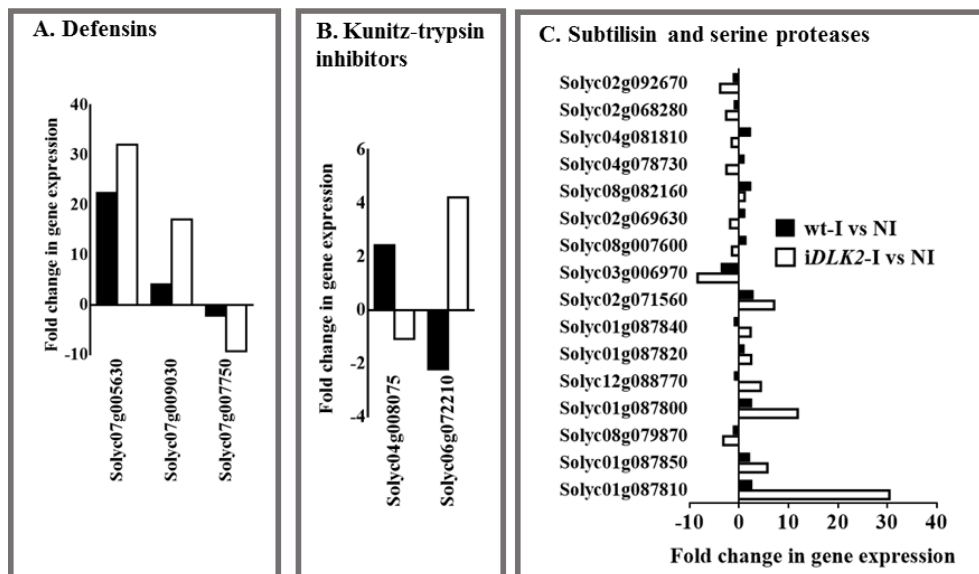 A. Defensins
Fold change in gene expression
40
30
20
10
0
-10
Solyc07g005630
Solyc07g009030
Solyc07g007750
B. Kunitz-trypsin
inhibitors
Fold change in gene expression
6
4
2
0
-2
-4
Solyc04g008075
Solyc06g072210
C. Subtilisin and serine proteases
Solyc02g092670
Solyc02g068280
Solyc04g081810
Solyc04g078730
Solyc08g082160
Solyc02g069630
Solyc08g007600
Solyc03g006970
Solyc02g071560
Solyc01g087840
Solyc01g087820
Solyc12g088770
Solyc01g087800
Solyc08g079870
Solyc01g087850
Solyc01g087810
wt-I vs NI
iDLK2-I vs NI
-10 0 10 20 30 40
Fold change in gene expression